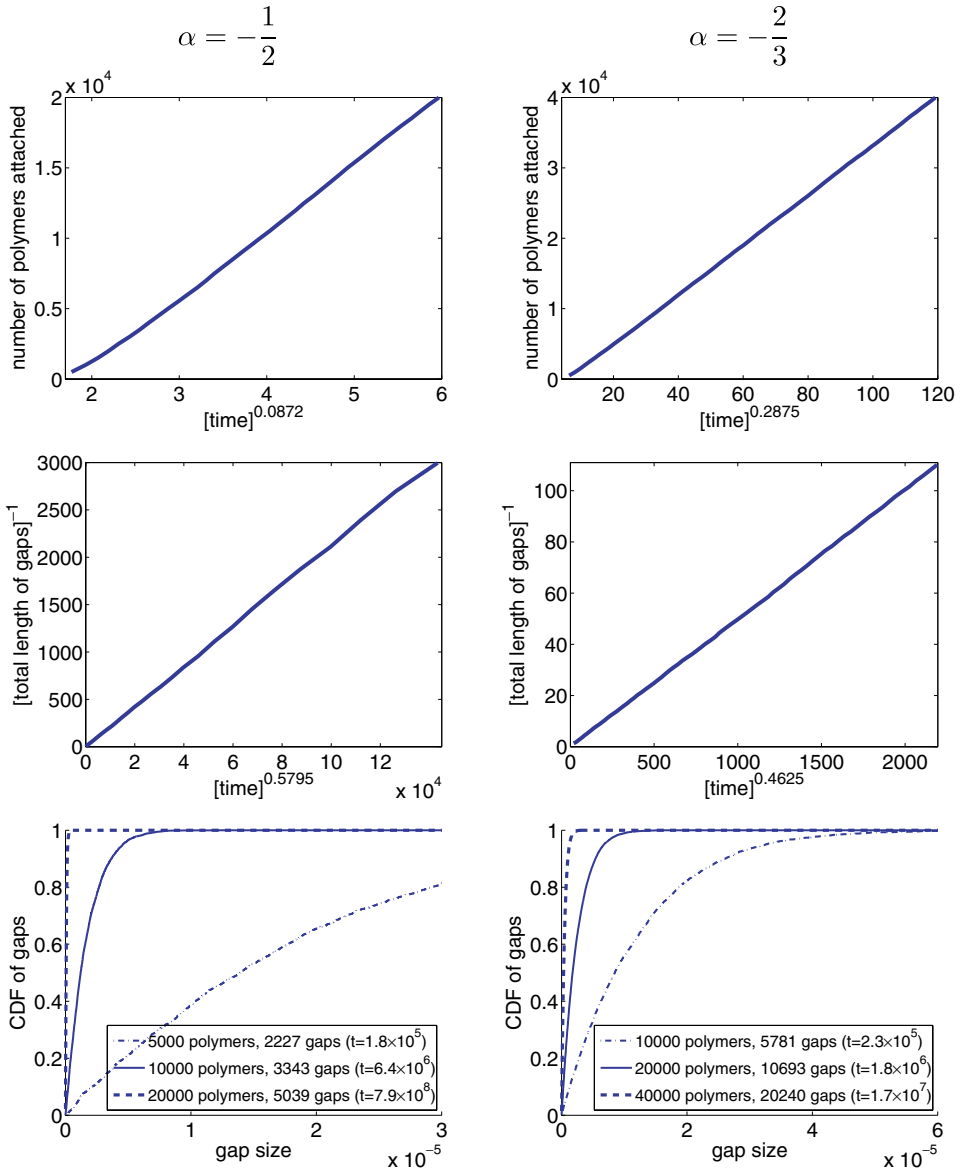 α = −1/2
α = −2/3
x 10^4
2
1.5
1
0.5
0
number of polymers attached
2 3 4 5 6
[time]^0.0872
x 10^4
4
3
2
1
0
number of polymers attached
20 40 60 80 100 120
[time]^0.2875
3000
2500
2000
1500
1000
500
0
[total length of gaps]^−1
0 2 4 6 8 10 12
[time]^0.5795
x 10^4
100
80
60
40
20
0
[total length of gaps]^−1
0 500 1000 1500 2000
[time]^0.4625
1
0.8
0.6
0.4
0.2
0
CDF of gaps
5000 polymers, 2227 gaps (t=1.8×10^5)
10000 polymers, 3343 gaps (t=6.4×10^6)
20000 polymers, 5039 gaps (t=7.9×10^8)
0 1 2 3
gap size
x 10^−5
1
0.8
0.6
0.4
0.2
0
CDF of gaps
10000 polymers, 5781 gaps (t=2.3×10^5)
20000 polymers, 10693 gaps (t=1.8×10^6)
40000 polymers, 20240 gaps (t=1.7×10^7)
0 2 4 6
gap size
x 10^−5